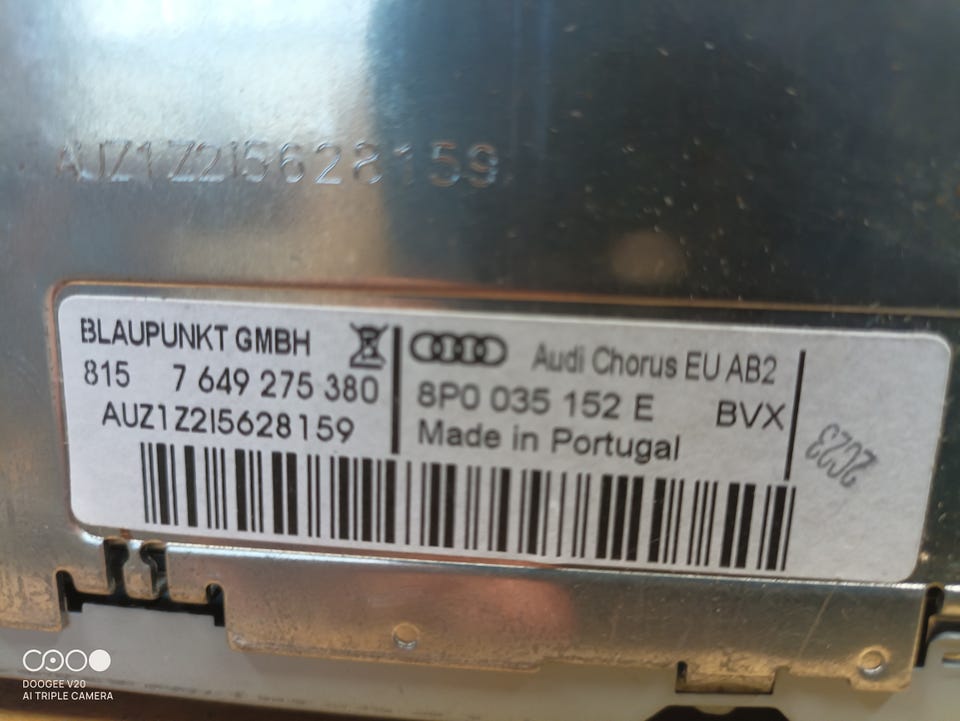 AUZ1Z2I5628159
BLAUPUNKT GMBH
815 7 649 275 380
AUZ1Z2I5628159
Audi Chorus EU AB2
8P0 035 152 E BVX
Made in Portugal
2C23
DOOGEE V20
AI TRIPLE CAMERA